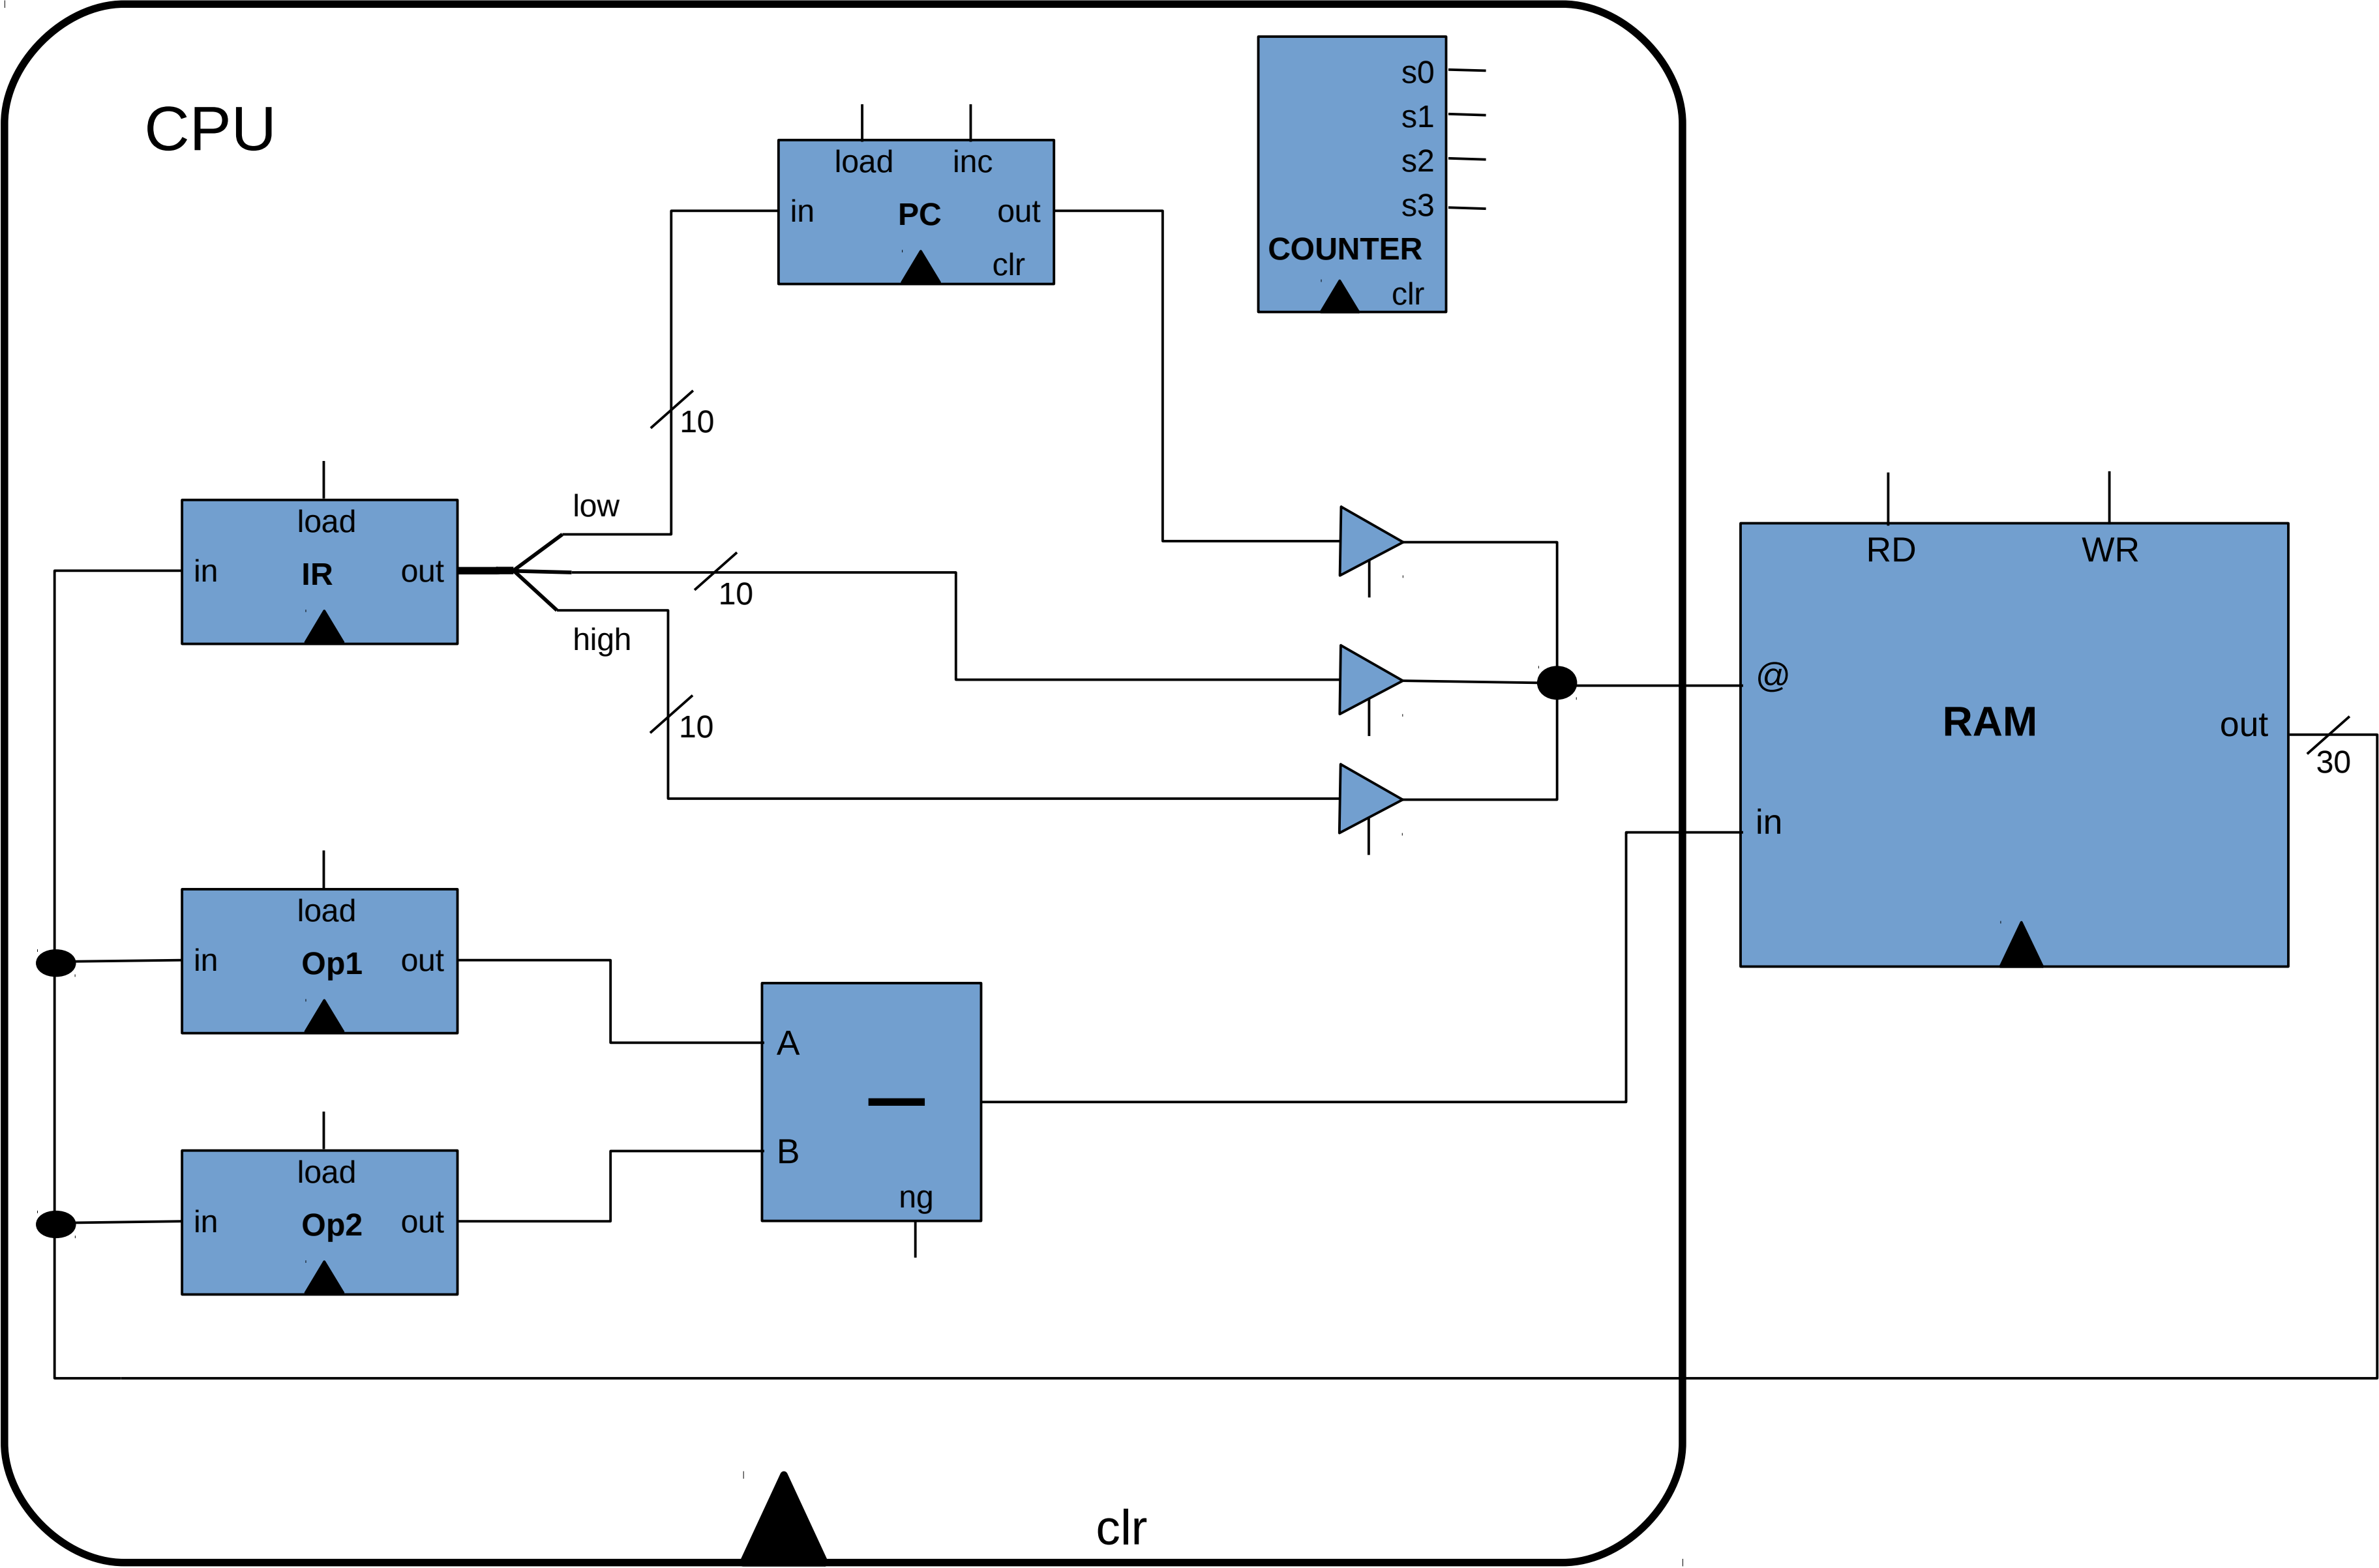 CPU
s0
s1
s2
s3
COUNTER
clr
load inc
in PC out
clr
10
low
load
in IR out
10
high
10
RD WR
@
RAM
out
30
in
load
in Op1 out
A
B
ng
load
in Op2 out
clr